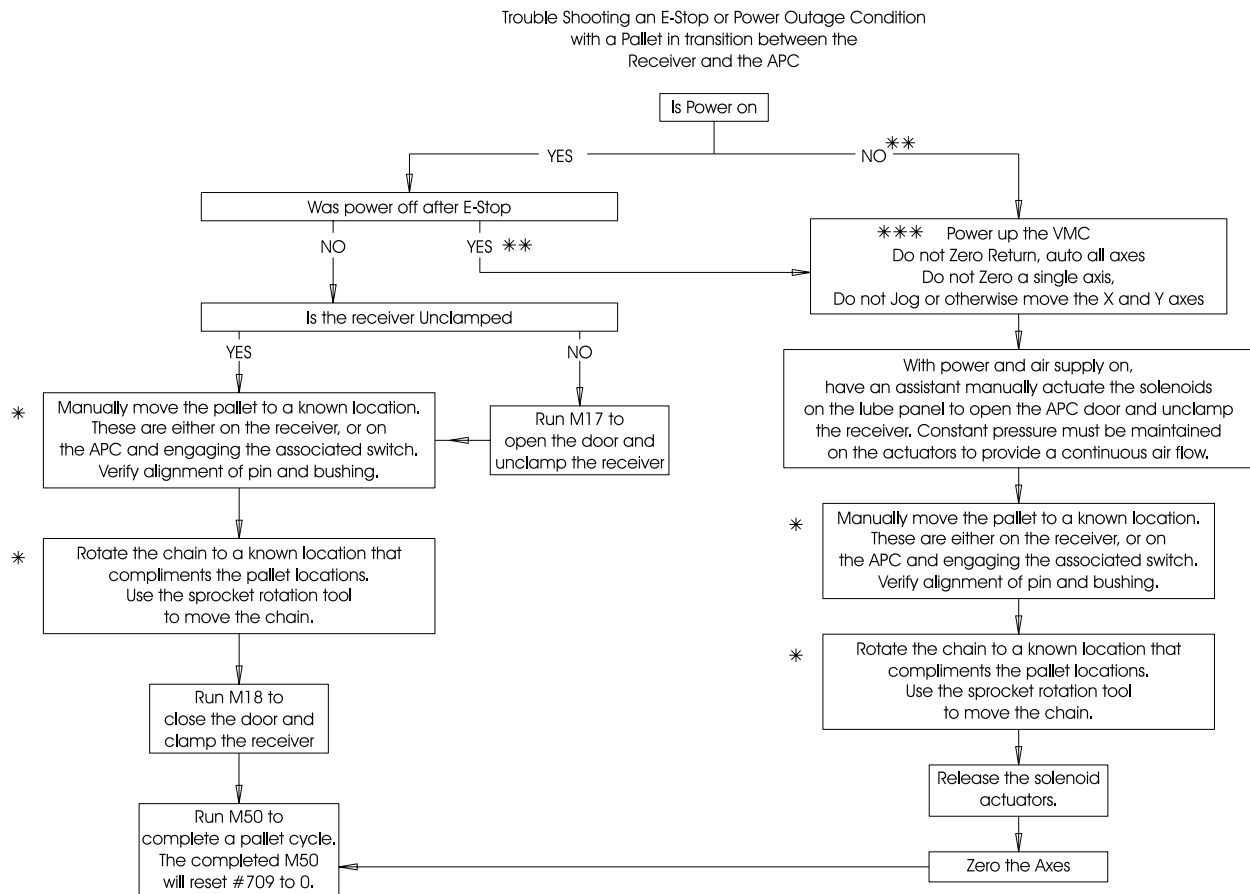 Trouble Shooting an E-Stop or Power Outage Condition
with a Pallet in transition between the
Receiver and the APC
Is Power on
YES
NO**
Was power off after E-Stop
NO
YES **
*** Power up the VMC
Do not Zero Return, auto all axes
Do not Zero a single axis,
Do not Jog or otherwise move the X and Y axes
Is the receiver Unclamped
YES
NO
With power and air supply on,
have an assistant manually actuate the solenoids
on the lube panel to open the APC door and unclamp
the receiver. Constant pressure must be maintained
on the actuators to provide a continuous air flow.
*
Manually move the pallet to a known location.
These are either on the receiver, or on
the APC and engaging the associated switch.
Verify alignment of pin and bushing.
Run M17 to
open the door and
unclamp the receiver
*
Manually move the pallet to a known location.
These are either on the receiver, or on
the APC and engaging the associated switch.
Verify alignment of pin and bushing.
*
Rotate the chain to a known location that
compliments the pallet locations.
Use the sprocket rotation tool
to move the chain.
*
Rotate the chain to a known location that
compliments the pallet locations.
Use the sprocket rotation tool
to move the chain.
Run M18 to
close the door and
clamp the receiver
Release the solenoid
actuators.
Run M50 to
complete a pallet cycle.
The completed M50
will reset #709 to 0.
Zero the Axes